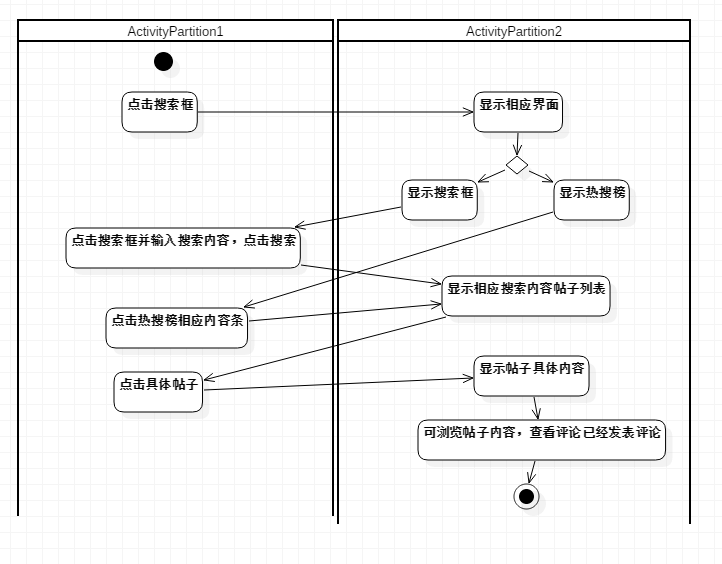 ActivityPartition1
ActivityPartition2
点击搜索框
显示相应界面
显示搜索框
显示热搜榜
点击搜索框并输入搜索内容，点击搜索
显示相应搜索内容帖子列表
点击热搜榜相应内容条
显示帖子具体内容
点击具体帖子
可浏览帖子内容，查看评论已经发表评论